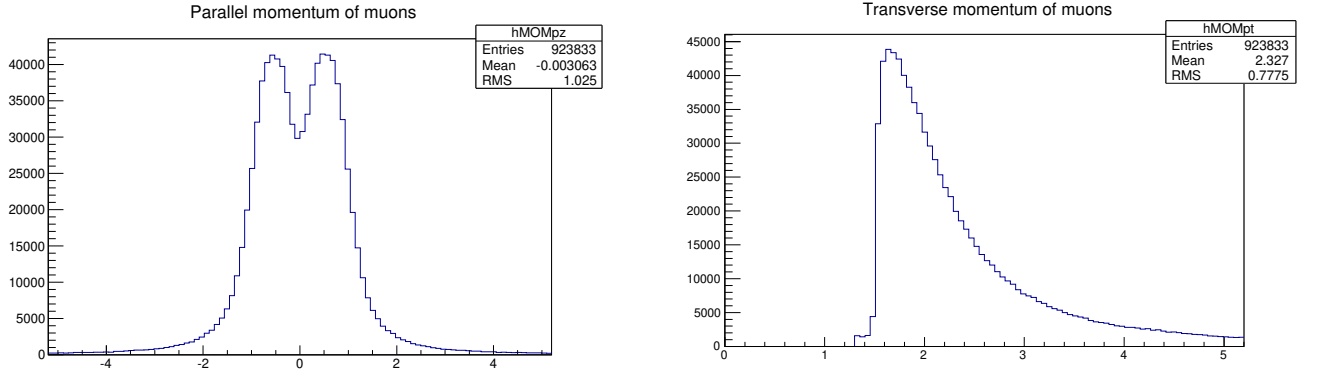 Parallel momentum of muons
hMOMpz
Entries 923833
Mean -0.003063
RMS 1.025
40000
35000
30000
25000
20000
15000
10000
5000
0
-4 -2 0 2 4
Transverse momentum of muons
hMOMpt
Entries 923833
Mean 2.327
RMS 0.7775
45000
40000
35000
30000
25000
20000
15000
10000
5000
0
0 1 2 3 4 5